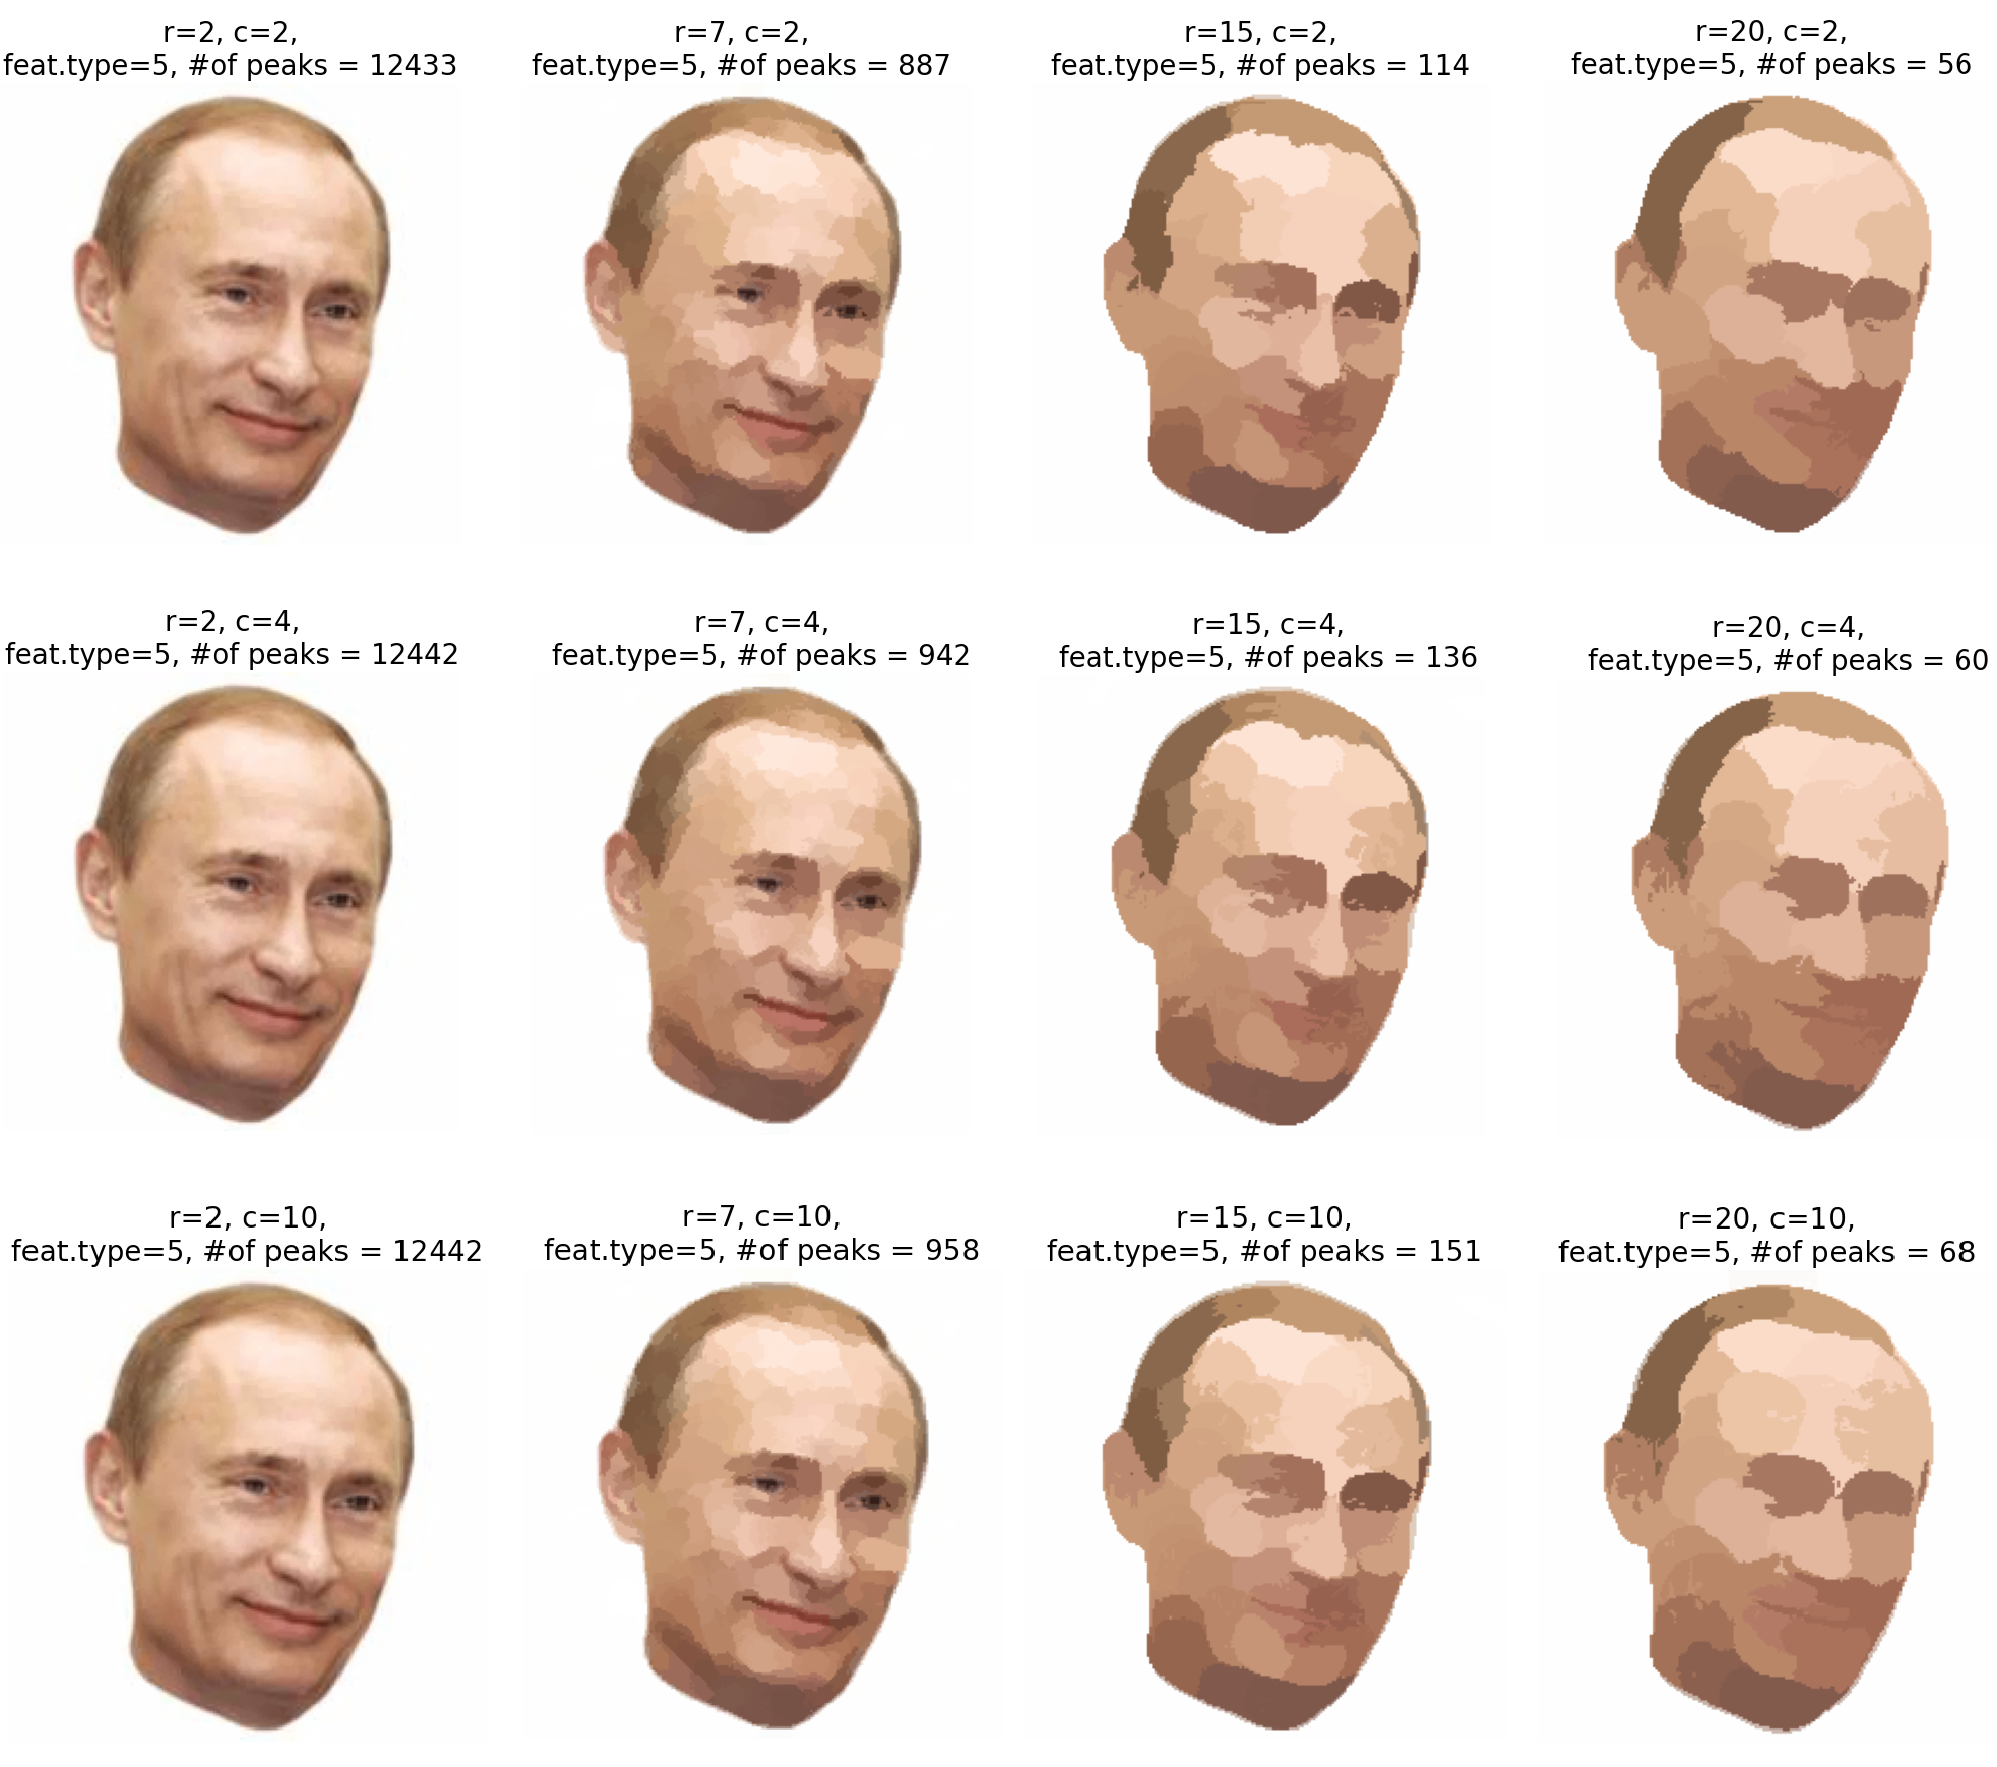 r=2, c=2,
feat.type=5, #of peaks = 12433
r=7, c=2,
feat.type=5, #of peaks = 887
r=15, c=2,
feat.type=5, #of peaks = 114
r=20, c=2,
feat.type=5, #of peaks = 56
r=2, c=4,
feat.type=5, #of peaks = 12442
r=7, c=4,
feat.type=5, #of peaks = 942
r=15, c=4,
feat.type=5, #of peaks = 136
r=20, c=4,
feat.type=5, #of peaks = 60
r=2, c=10,
feat.type=5, #of peaks = 12442
r=7, c=10,
feat.type=5, #of peaks = 958
r=15, c=10,
feat.type=5, #of peaks = 151
r=20, c=10,
feat.type=5, #of peaks = 68